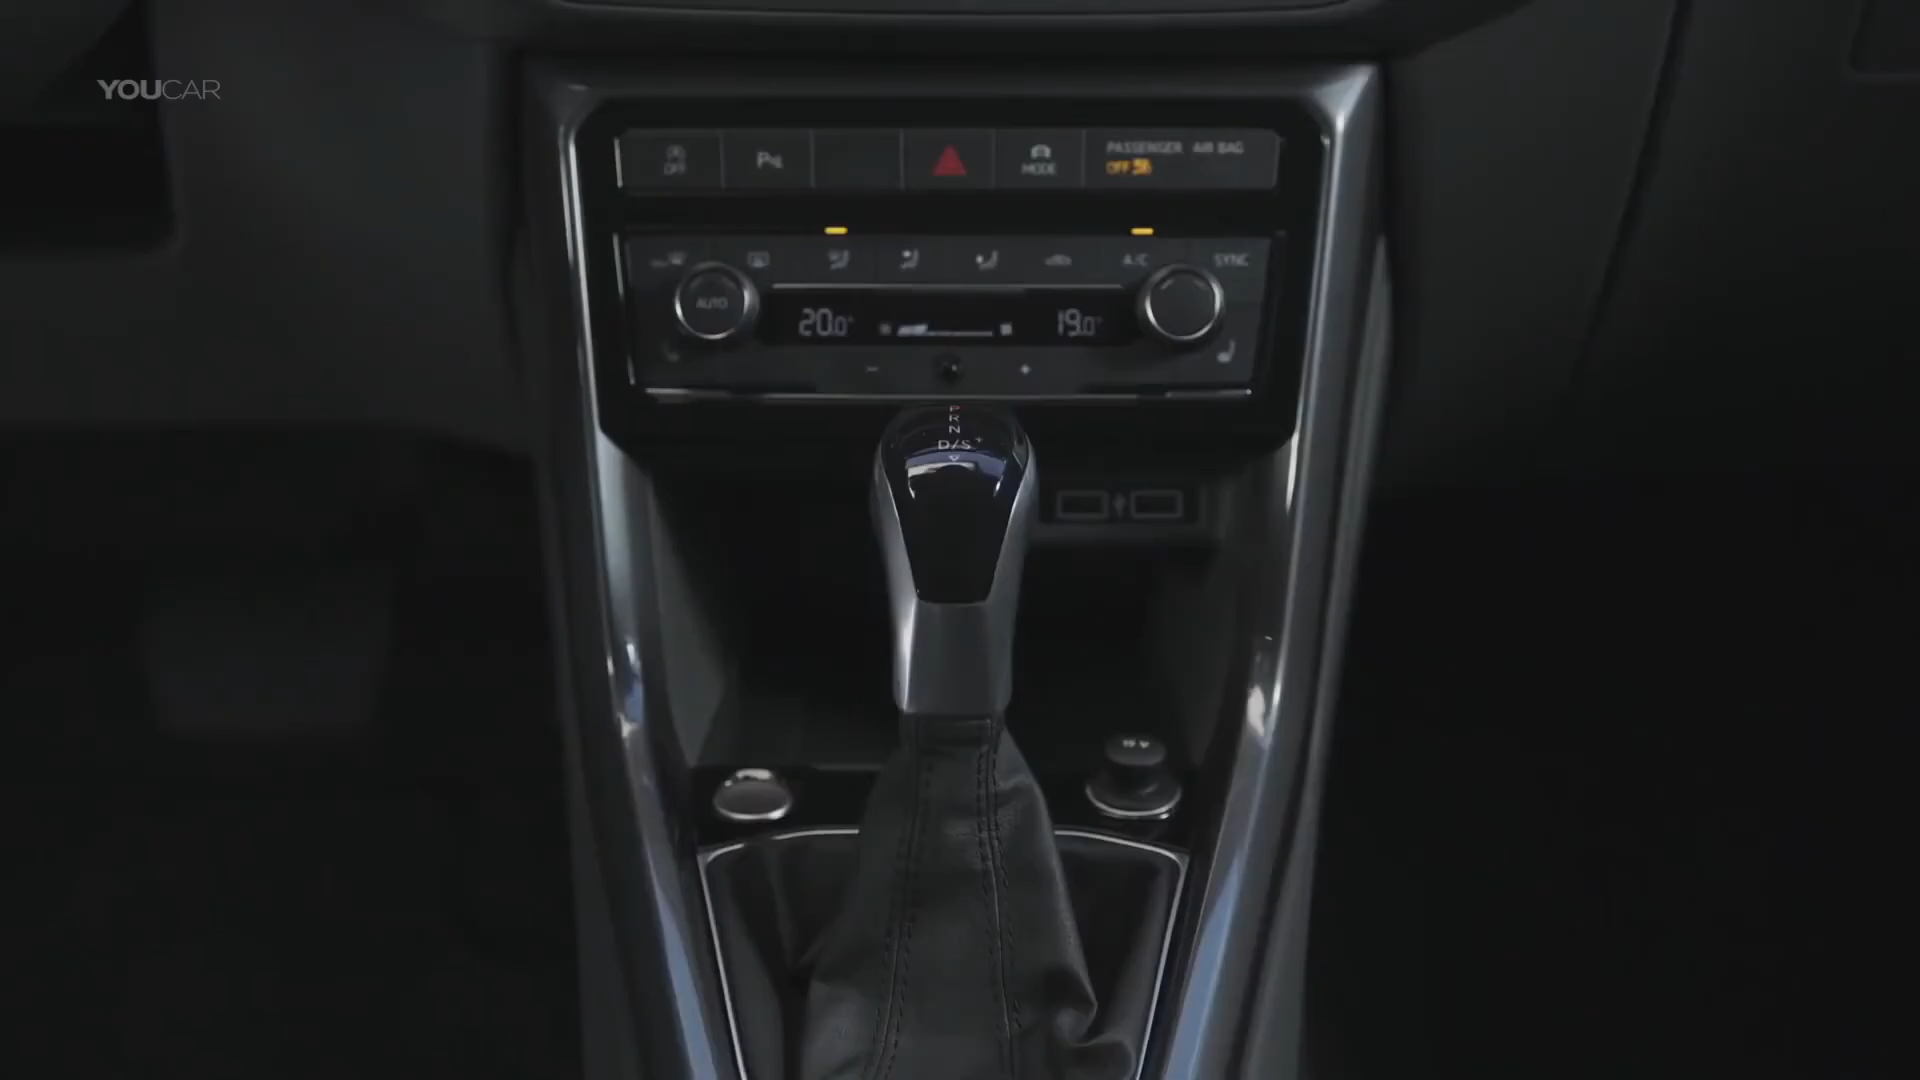 YOUCAR
OFF
MODE
PASSENGER AIR BAG
OFF
A/C
SYNC
AUTO
20.0°
19.0°
- +
P
R
N
D/S
+